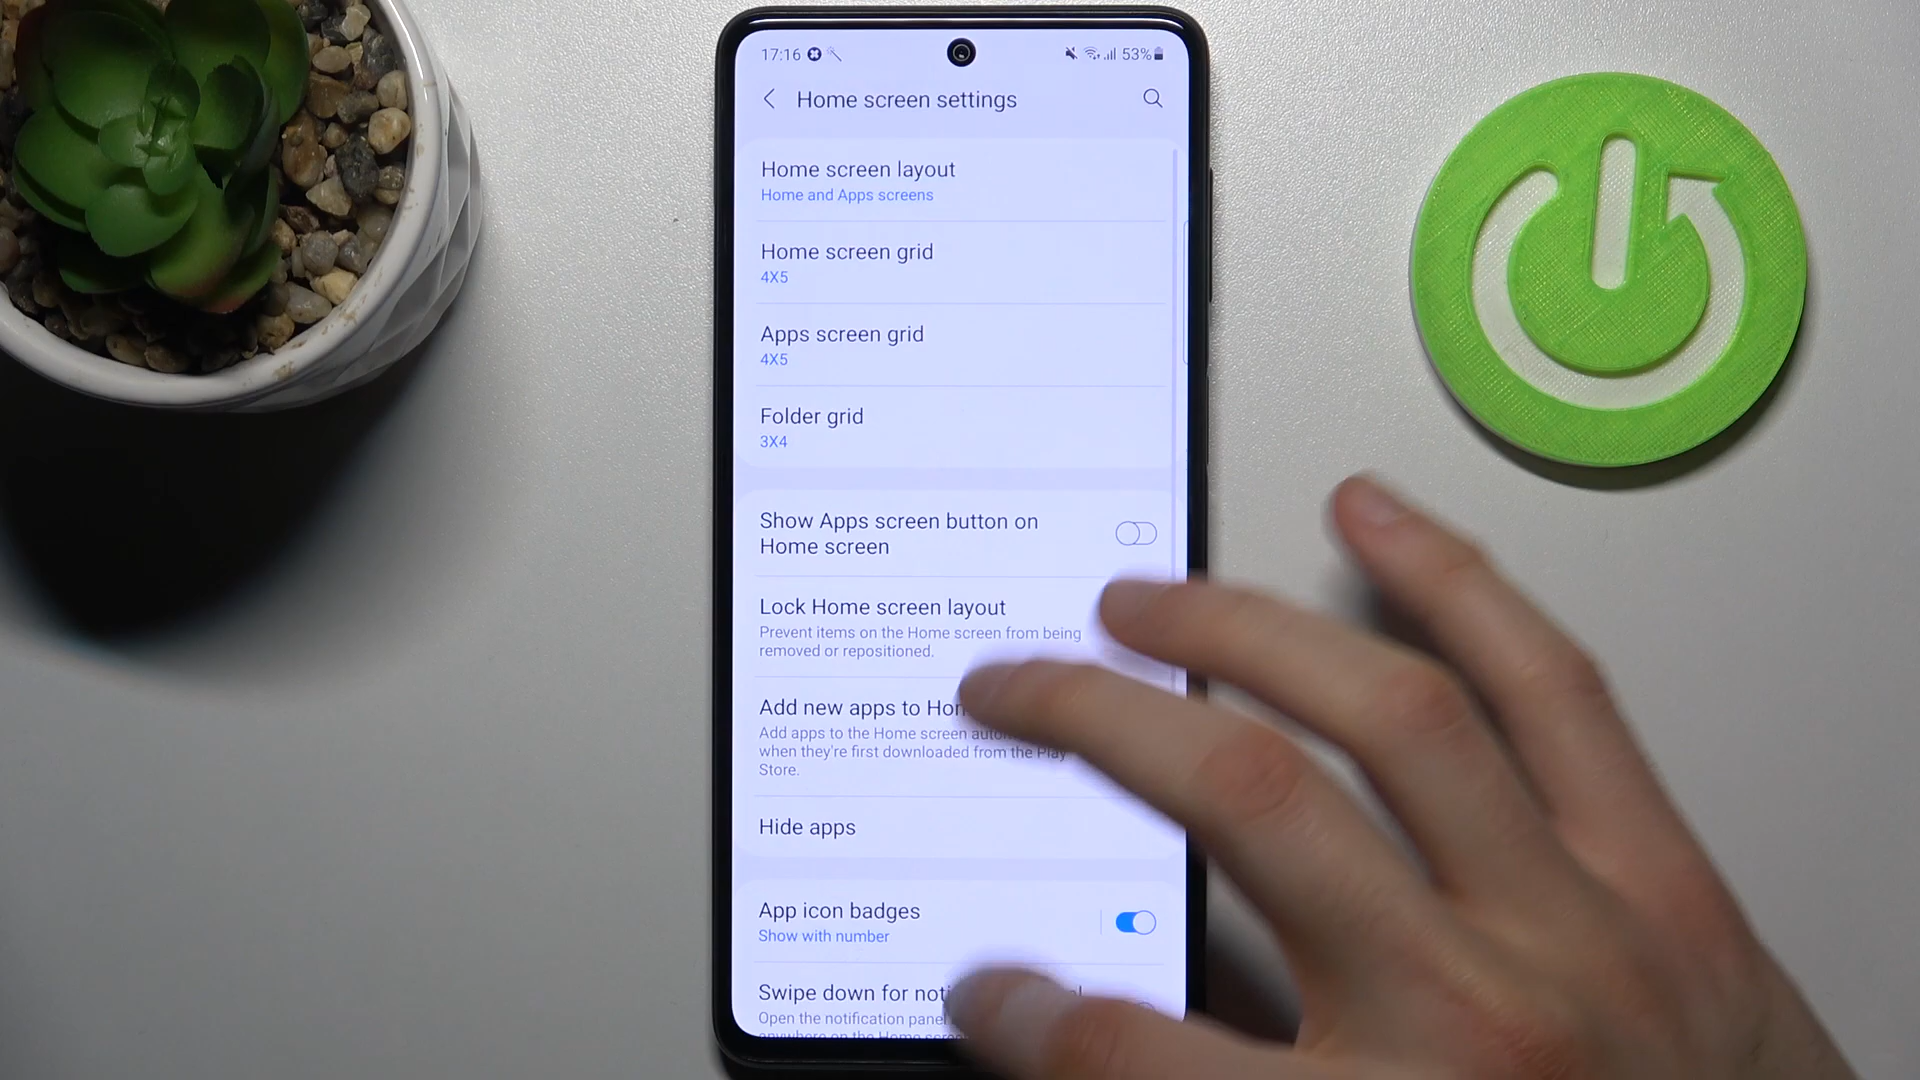 17:16 53%
Home screen settings
Home screen layout
Home and Apps screens
Home screen grid
4X5
Apps screen grid
4X5
Folder grid
3X4
Show Apps screen button on
Home screen
Lock Home screen layout
Prevent items on the Home screen from being
removed or repositioned.
Add new apps to
Add apps to the Home screen
when they're first downloaded from the Play
Store.
Hide apps
App icon badges
Show with number
Swipe down for
Open the notification panel
anywhere on the Home